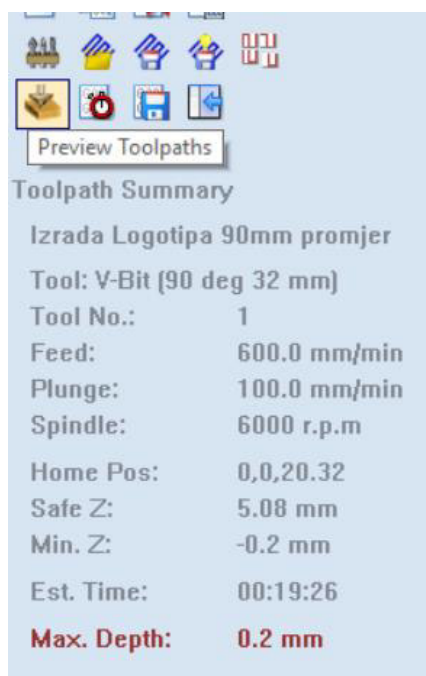 Preview Toolpaths
Toolpath Summary
Izrada Logotipa 90mm promjer
Tool: V-Bit (90 deg 32 mm)
Tool No.: 1
Feed: 600.0 mm/min
Plunge: 100.0 mm/min
Spindle: 6000 r.p.m
Home Pos: 0,0,20.32
Safe Z: 5.08 mm
Min. Z: -0.2 mm
Est. Time: 00:19:26
Max. Depth: 0.2 mm